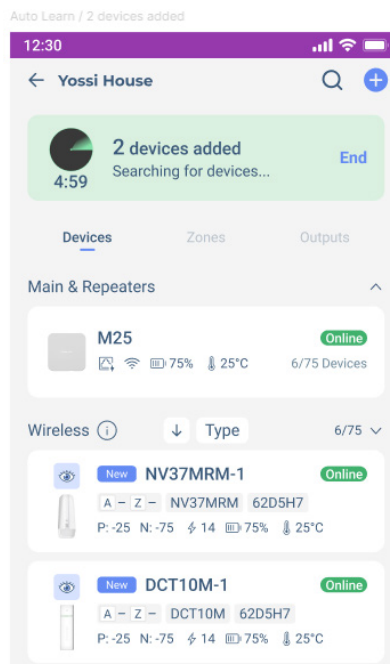 Auto Learn / 2 devices added
12:30
Yossi House
2 devices added
Searching for devices...
End
4:59
Devices Zones Outputs
Main & Repeaters
M25 Online
75% 25°C 6/75 Devices
Wireless Type 6/75
New NV37MRM-1 Online
A - Z - NV37MRM 62D5H7
P: -25 N: -75 14 75% 25°C
New DCT10M-1 Online
A - Z - DCT10M 62D5H7
P: -25 N: -75 14 75% 25°C